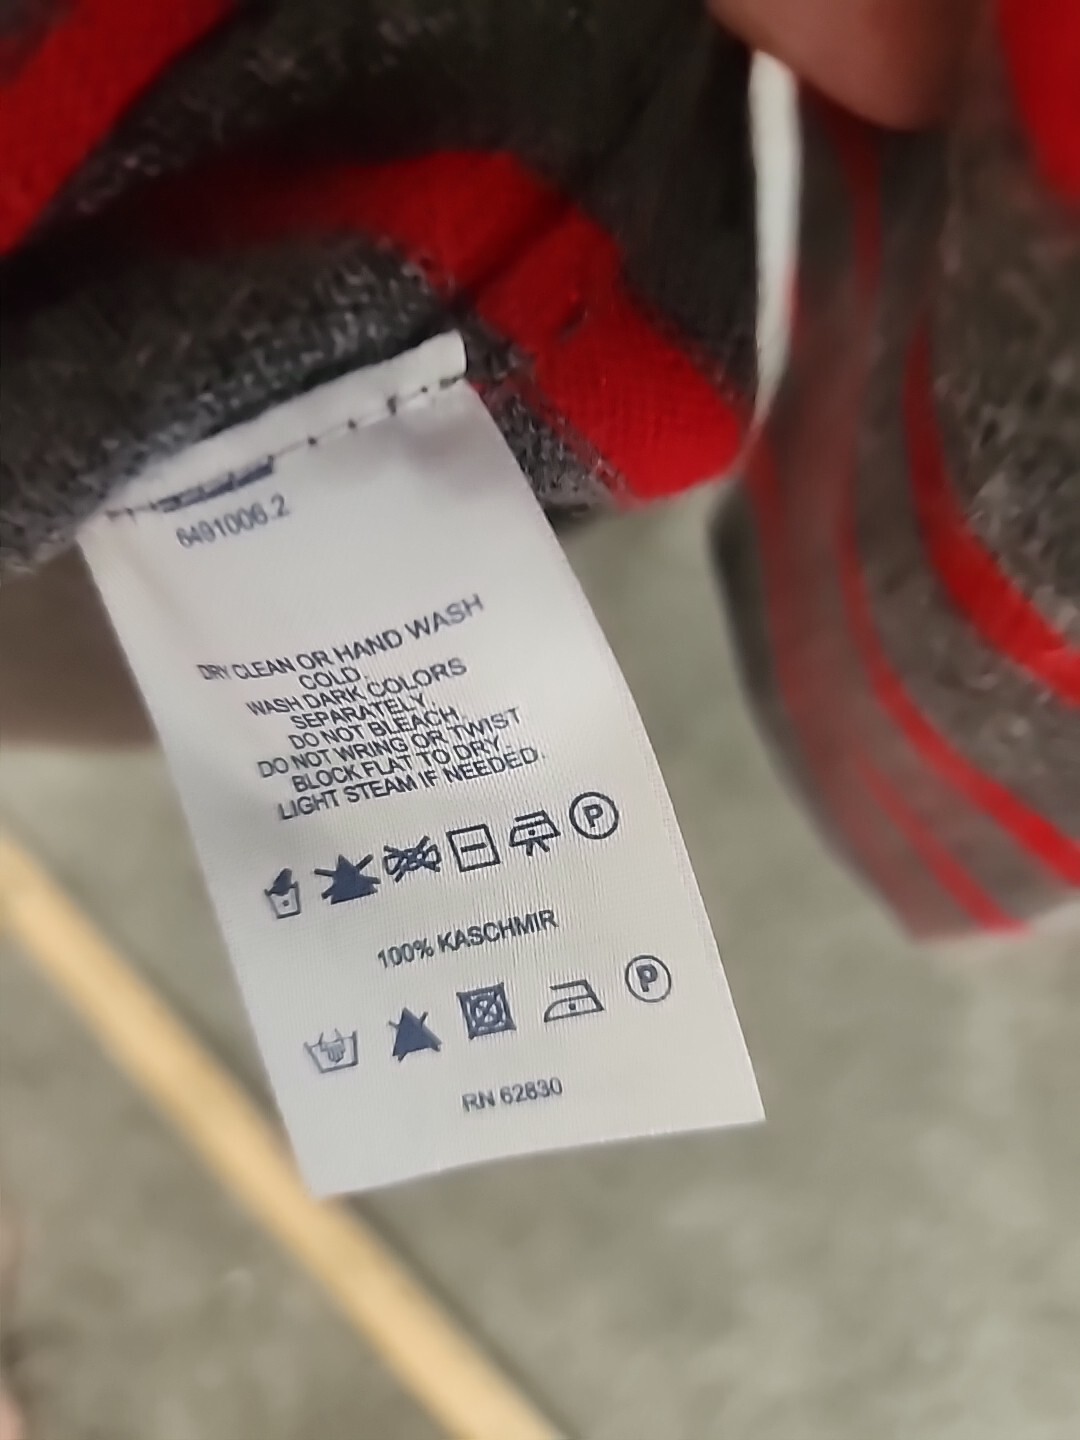 6491006.2
DRY CLEAN OR HAND WASH
COLD.
WASH DARK COLORS
SEPARATELY.
DO NOT BLEACH.
DO NOT WRING OR TWIST
BLOCK FLAT TO DRY.
LIGHT STEAM IF NEEDED.
P
100% KASCHMIR
P
RN 62830